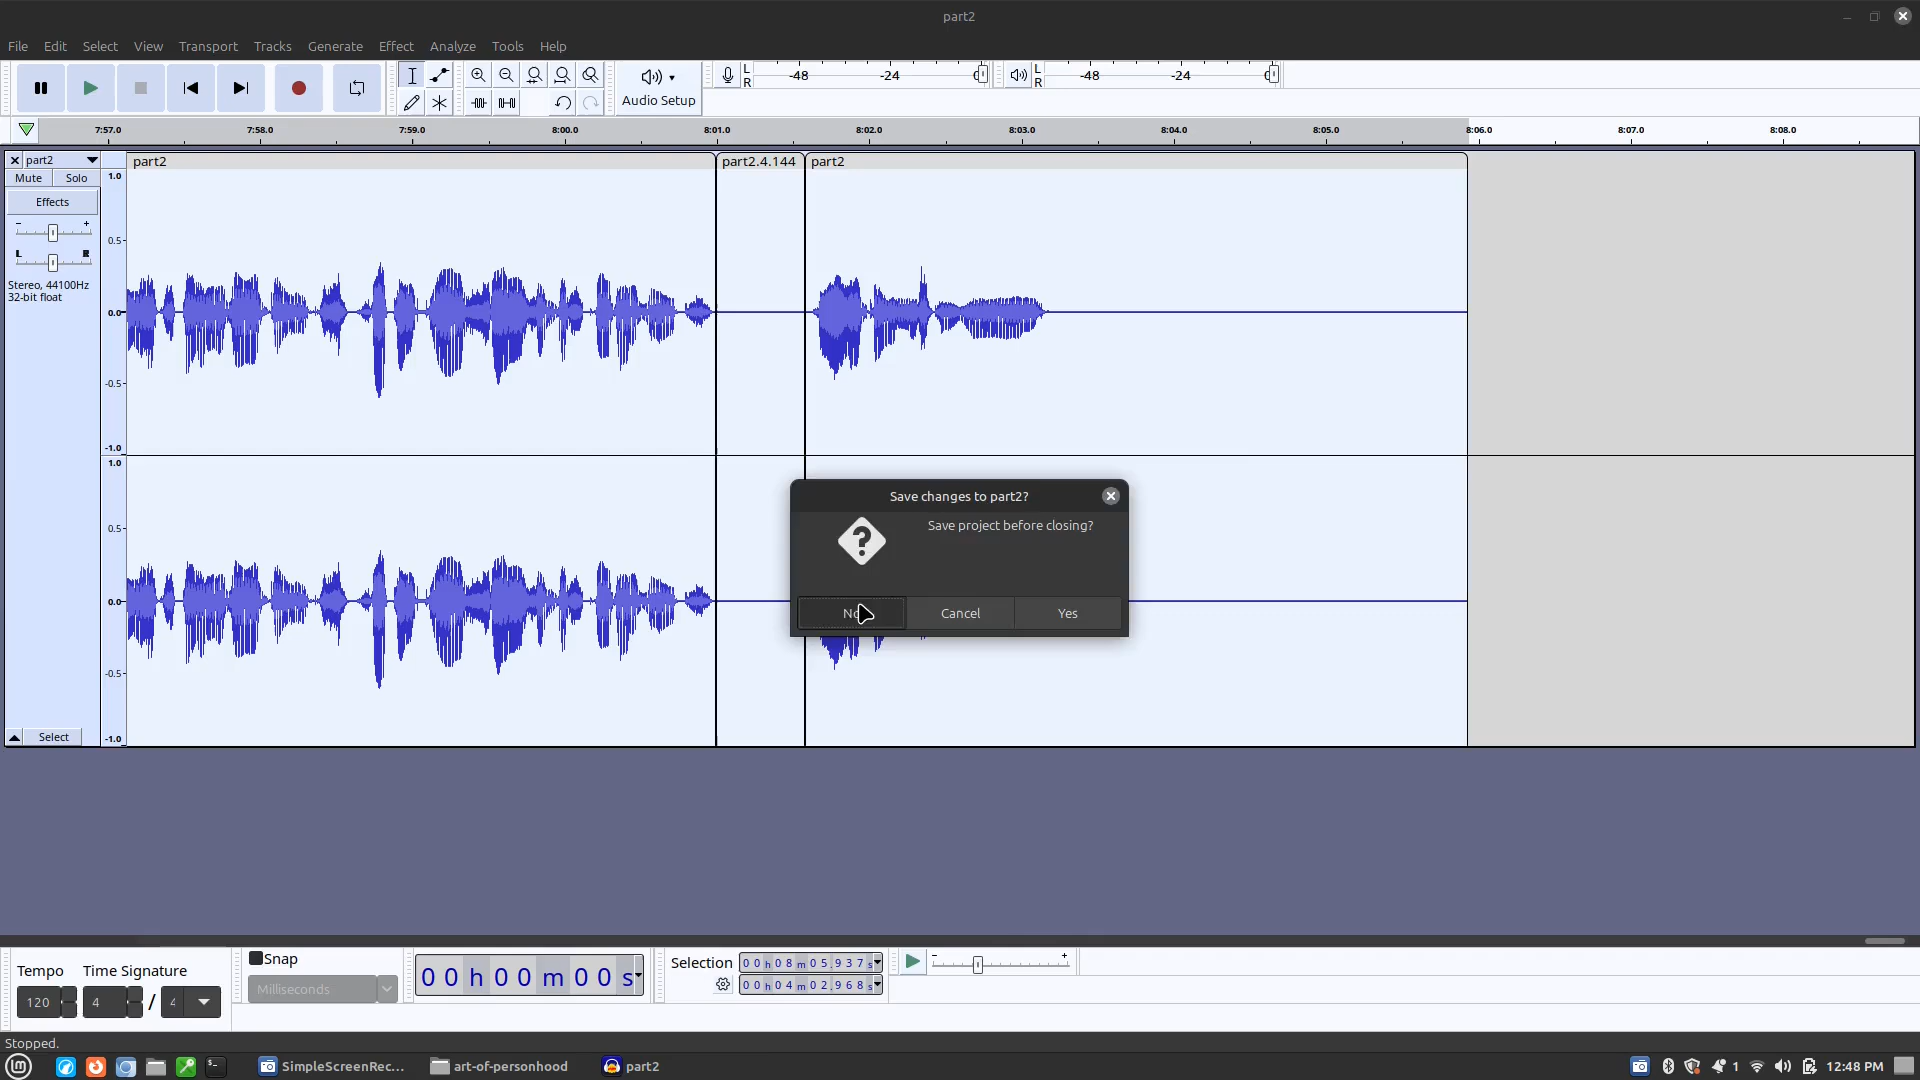 part2
File Edit Select View Transport Tracks Generate Effect Analyze Tools Help
Audio Setup
L R -48 -24 0
L R -48 -24 0
7:57.0 7:58.0 7:59.0 8:00.0 8:01.0 8:02.0 8:03.0 8:04.0 8:05.0 8:06.0 8:07.0 8:08.0
part2
Mute Solo
Effects
- +
L R
Stereo, 44100Hz
32-bit float
Select
part2 part2.4.144 part2
1.0
0.5-
0.0-
-0.5-
-1.0
1.0
0.5-
0.0-
-0.5-
-1.0
Save changes to part2?
Save project before closing?
Cancel Yes
Tempo Time Signature
120 4 / 4
Snap
Milliseconds
00h00m00s
Selection
00h08m05.937s
00h04m02.968s
- +
Stopped.
SimpleScreenRec... art-of-personhood part2
1 12:48 PM